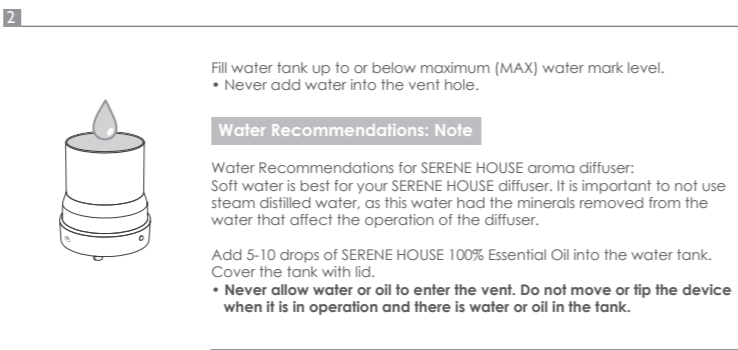 2
Fill water tank up to or below maximum (MAX) water mark level.
• Never add water into the vent hole.
Water Recommendations: Note
Water Recommendations for SERENE HOUSE aroma diffuser:
Soft water is best for your SERENE HOUSE diffuser. It is important to not use
steam distilled water, as this water had the minerals removed from the
water that affect the operation of the diffuser.
Add 5-10 drops of SERENE HOUSE 100% Essential Oil into the water tank.
Cover the tank with lid.
• Never allow water or oil to enter the vent. Do not move or tip the device
when it is in operation and there is water or oil in the tank.